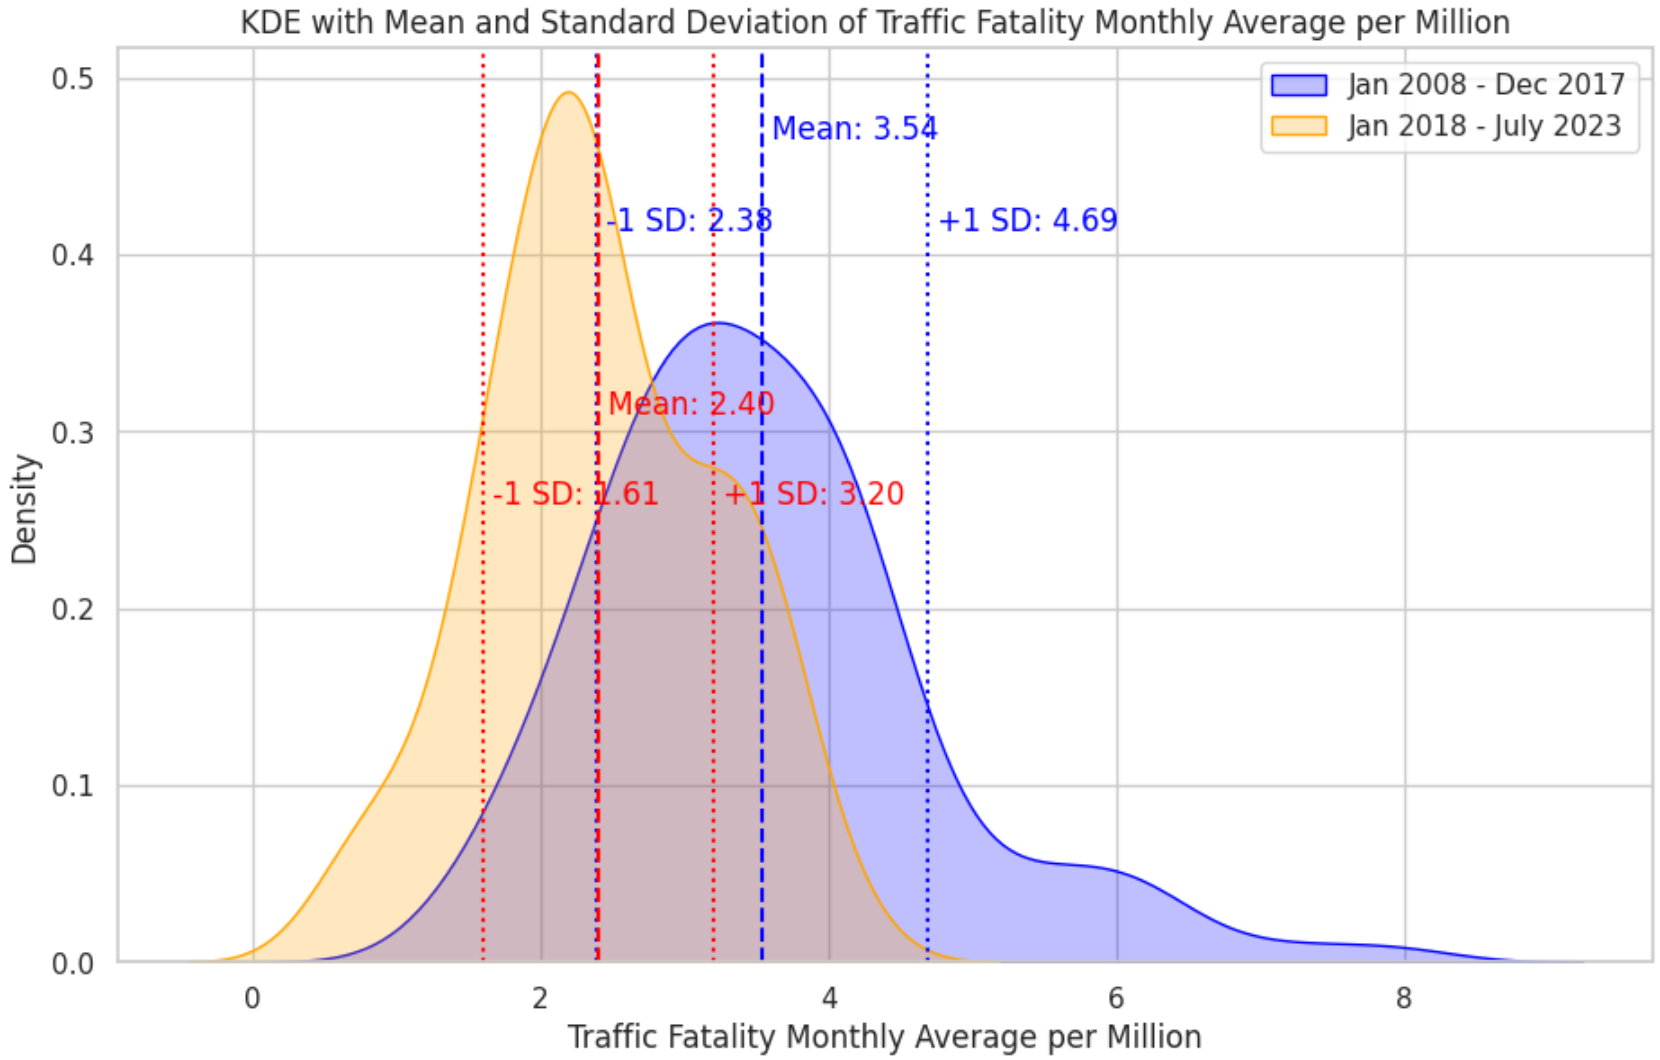 KDE with Mean and Standard Deviation of Traffic Fatality Monthly Average per Million
Jan 2008 - Dec 2017
Jan 2018 - July 2023
Mean: 3.54
-1 SD: 2.38
+1 SD: 4.69
Mean: 2.40
-1 SD: 1.61
+1 SD: 3.20
Density
0.5
0.4
0.3
0.2
0.1
0.0
0
2
4
6
8
Traffic Fatality Monthly Average per Million